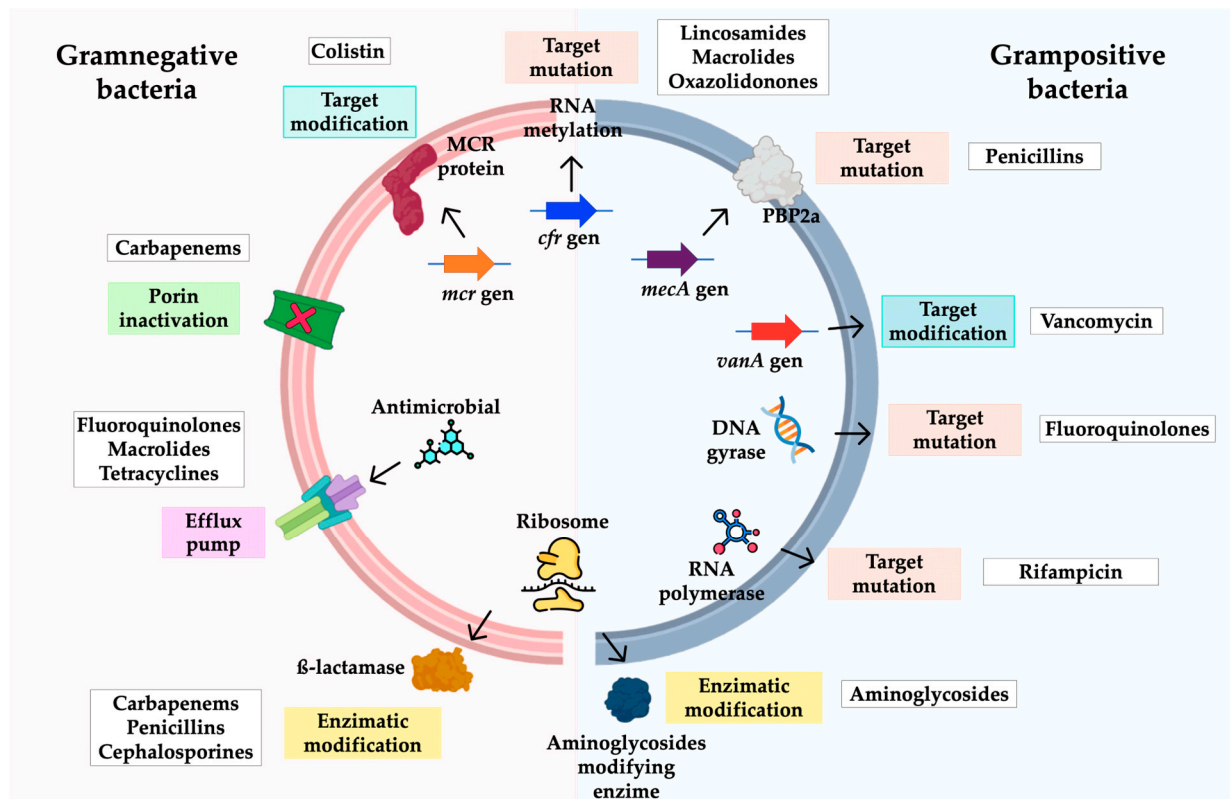 Gramnegative
bacteria
Colistin
Target
modification
MCR
protein
Target
mutation
RNA
metylation
Lincosamides
Macrolides
Oxazolidonones
Grampositive
bacteria
Target
mutation
Penicillins
PBP2a
cfr gen
mcr gen
mecA gen
Carbapenems
Porin
inactivation
vanA gen
Target
modification
Vancomycin
Fluoroquinolones
Macrolides
Tetracyclines
Antimicrobial
Efflux
pump
DNA
gyrase
Target
mutation
Fluoroquinolones
Ribosome
RNA
polymerase
Target
mutation
Rifampicin
ß-lactamase
Carbapenems
Penicillins
Cephalosporines
Enzimatic
modification
Enzimatic
modification
Aminoglycosides
Aminoglycosides
modifying
enzime